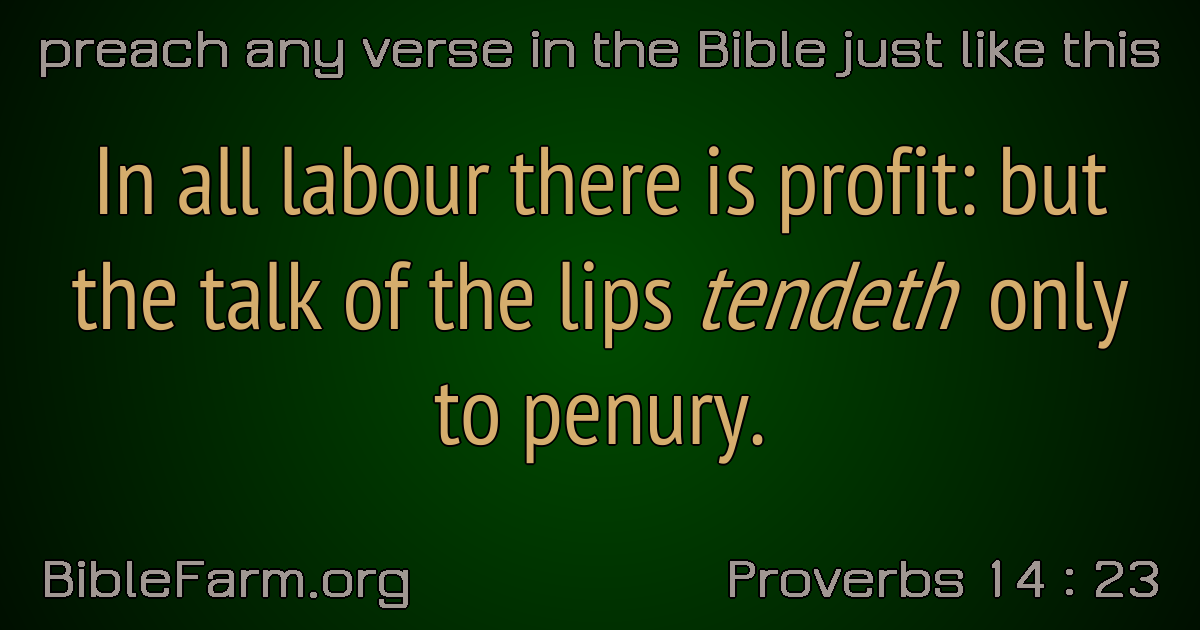 preach any verse in the Bible just like this
In all labour there is profit: but
the talk of the lips tendeth only
to penury.
BibleFarm.org
Proverbs 14 : 23